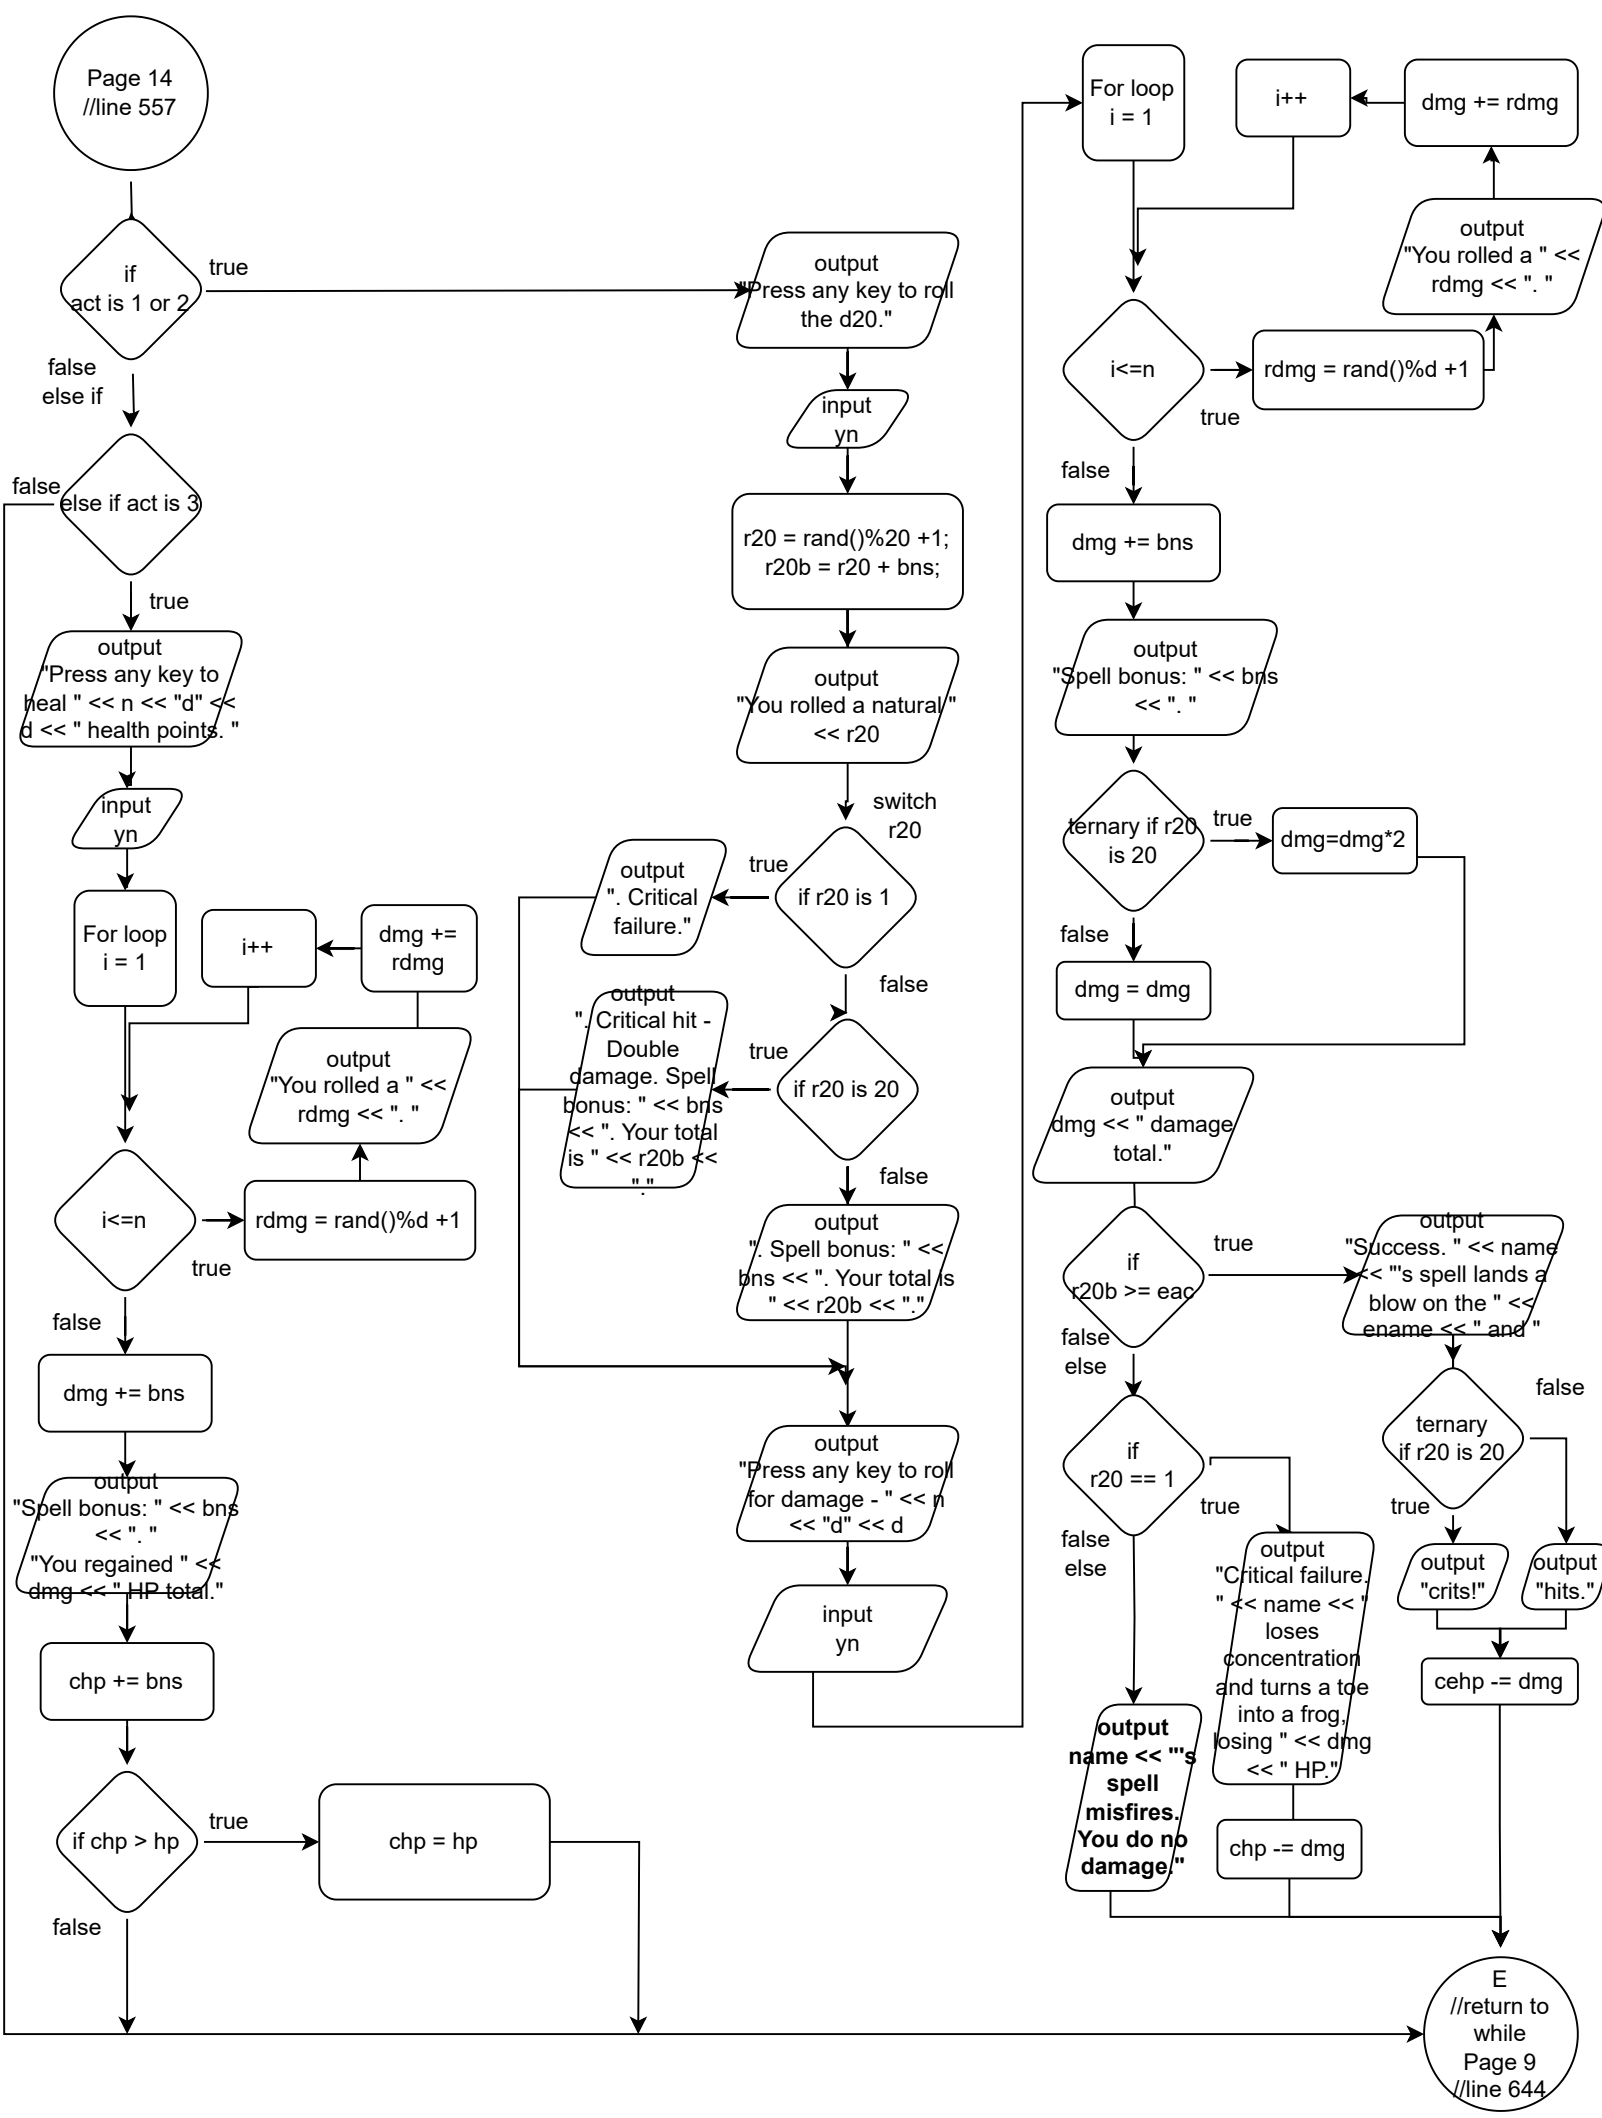 Page 14
//line 557
if
act is 1 or 2
true
false
else if
else if act is 3
false
true
output
"Press any key to
heal " << n << "d" <<
d << " health points. "
input
yn
For loop
i = 1
i++
dmg +=
rdmg
output
"You rolled a " <<
rdmg << ". "
i<=n
true
rdmg = rand()%d +1
false
dmg += bns
output
"Spell bonus: " << bns
<< ". "
"You regained " <<
dmg << " HP total."
chp += bns
if chp > hp
true
chp = hp
false
output
"Press any key to roll
the d20."
input
yn
r20 = rand()%20 +1;
r20b = r20 + bns;
output
"You rolled a natural "
<< r20
switch
r20
if r20 is 1
true
output
". Critical
failure."
false
if r20 is 20
true
output
". Critical hit -
Double
damage. Spell
bonus: " << bns
<< ". Your total
is " << r20b <<
"."
false
output
". Spell bonus: " <<
bns << ". Your total is
" << r20b << "."
output
"Press any key to roll
for damage - " << n
<< "d" << d
input
yn
For loop
i = 1
i++
dmg += rdmg
output
"You rolled a " <<
rdmg << ". "
i<=n
true
rdmg = rand()%d +1
false
dmg += bns
output
"Spell bonus: " << bns
<< ". "
ternary if r20
is 20
true
dmg=dmg*2
false
dmg = dmg
output
dmg << " damage
total."
if
r20b >= eac
true
output
"Success. " << name
<< "'s spell lands a
blow on the " <<
ename << " and "
false
else
ternary
if r20 is 20
false
true
output
"crits!"
output
"hits."
cehp -= dmg
if
r20 == 1
true
false
else
output
"Critical failure.
" << name << "
loses
concentration
and turns a toe
into a frog,
losing " << dmg
<< " HP."
chp -= dmg
output
name << "'s
spell
misfires.
You do no
damage."
E
//return to
while
Page 9
//line 644